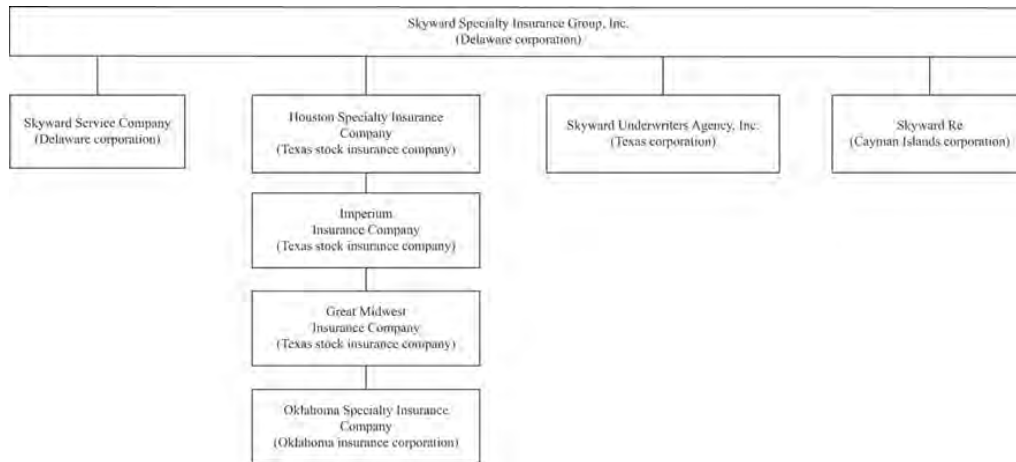 Skyward Specialty Insurance Group, Inc.
(Delaware corporation)
Skyward Service Company
(Delaware corporation)
Houston Specialty Insurance
Company
(Texas stock insurance company)
Skyward Underwriters Agency, Inc.
(Texas corporation)
Skyward Re
(Cayman Islands corporation)
Imperium
Insurance Company
(Texas stock insurance company)
Great Midwest
Insurance Company
(Texas stock insurance company)
Oklahoma Specialty Insurance
Company
(Oklahoma insurance corporation)